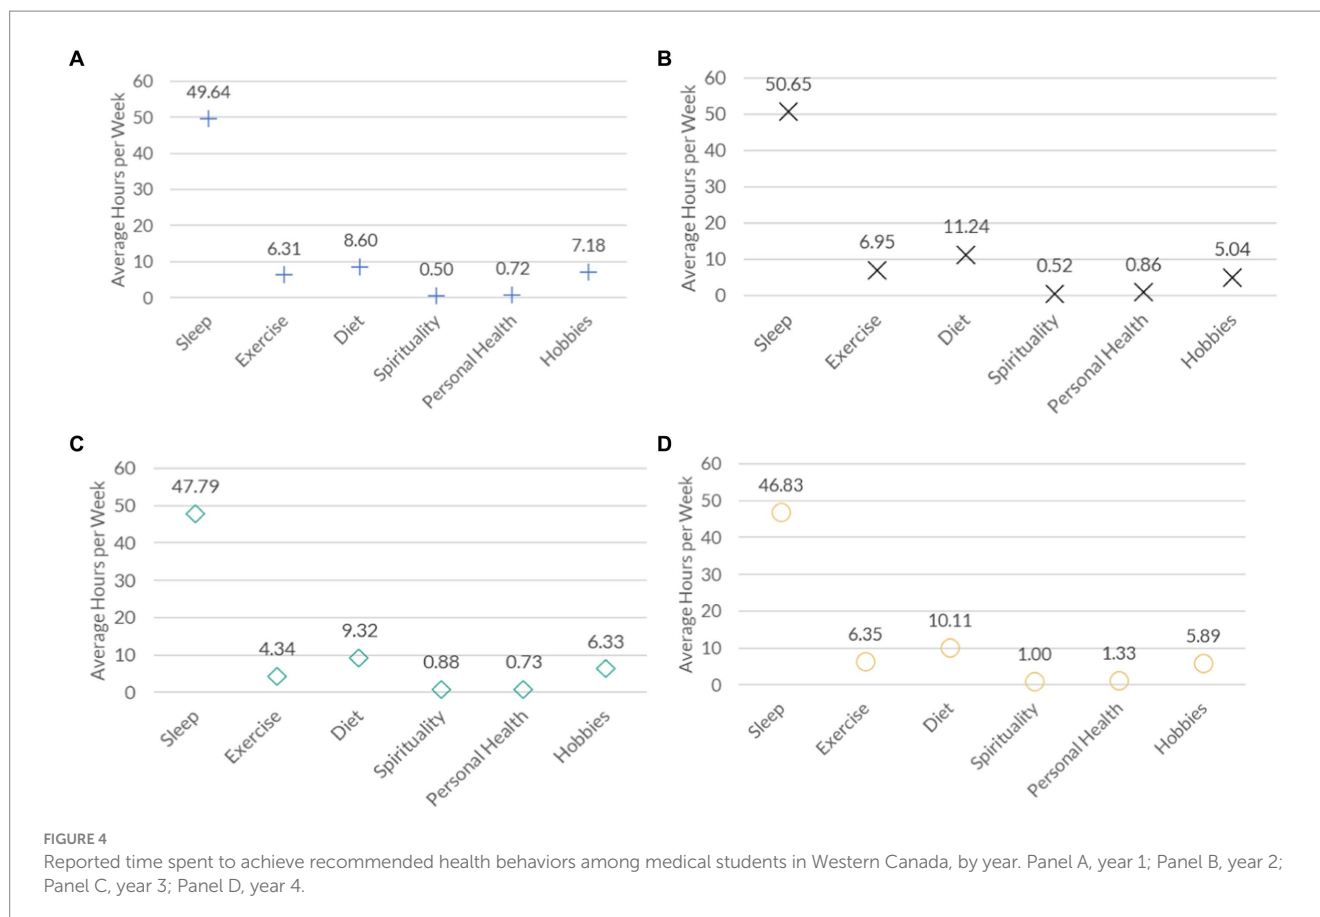 A
Average Hours per Week
60
50
40
30
20
10
0
49.64
6.31
8.60
0.50
0.72
7.18
Sleep
Exercise
Diet
Spirituality
Personal Health
Hobbies
B
Average Hours per Week
60
50
40
30
20
10
0
50.65
6.95
11.24
0.52
0.86
5.04
Sleep
Exercise
Diet
Spirituality
Personal Health
Hobbies
C
Average Hours per Week
60
50
40
30
20
10
0
47.79
4.34
9.32
0.88
0.73
6.33
Sleep
Exercise
Diet
Spirituality
Personal Health
Hobbies
D
Average Hours per Week
60
50
40
30
20
10
0
46.83
6.35
10.11
1.00
1.33
5.89
Sleep
Exercise
Diet
Spirituality
Personal Health
Hobbies
FIGURE 4
Reported time spent to achieve recommended health behaviors among medical students in Western Canada, by year. Panel A, year 1; Panel B, year 2;
Panel C, year 3; Panel D, year 4.